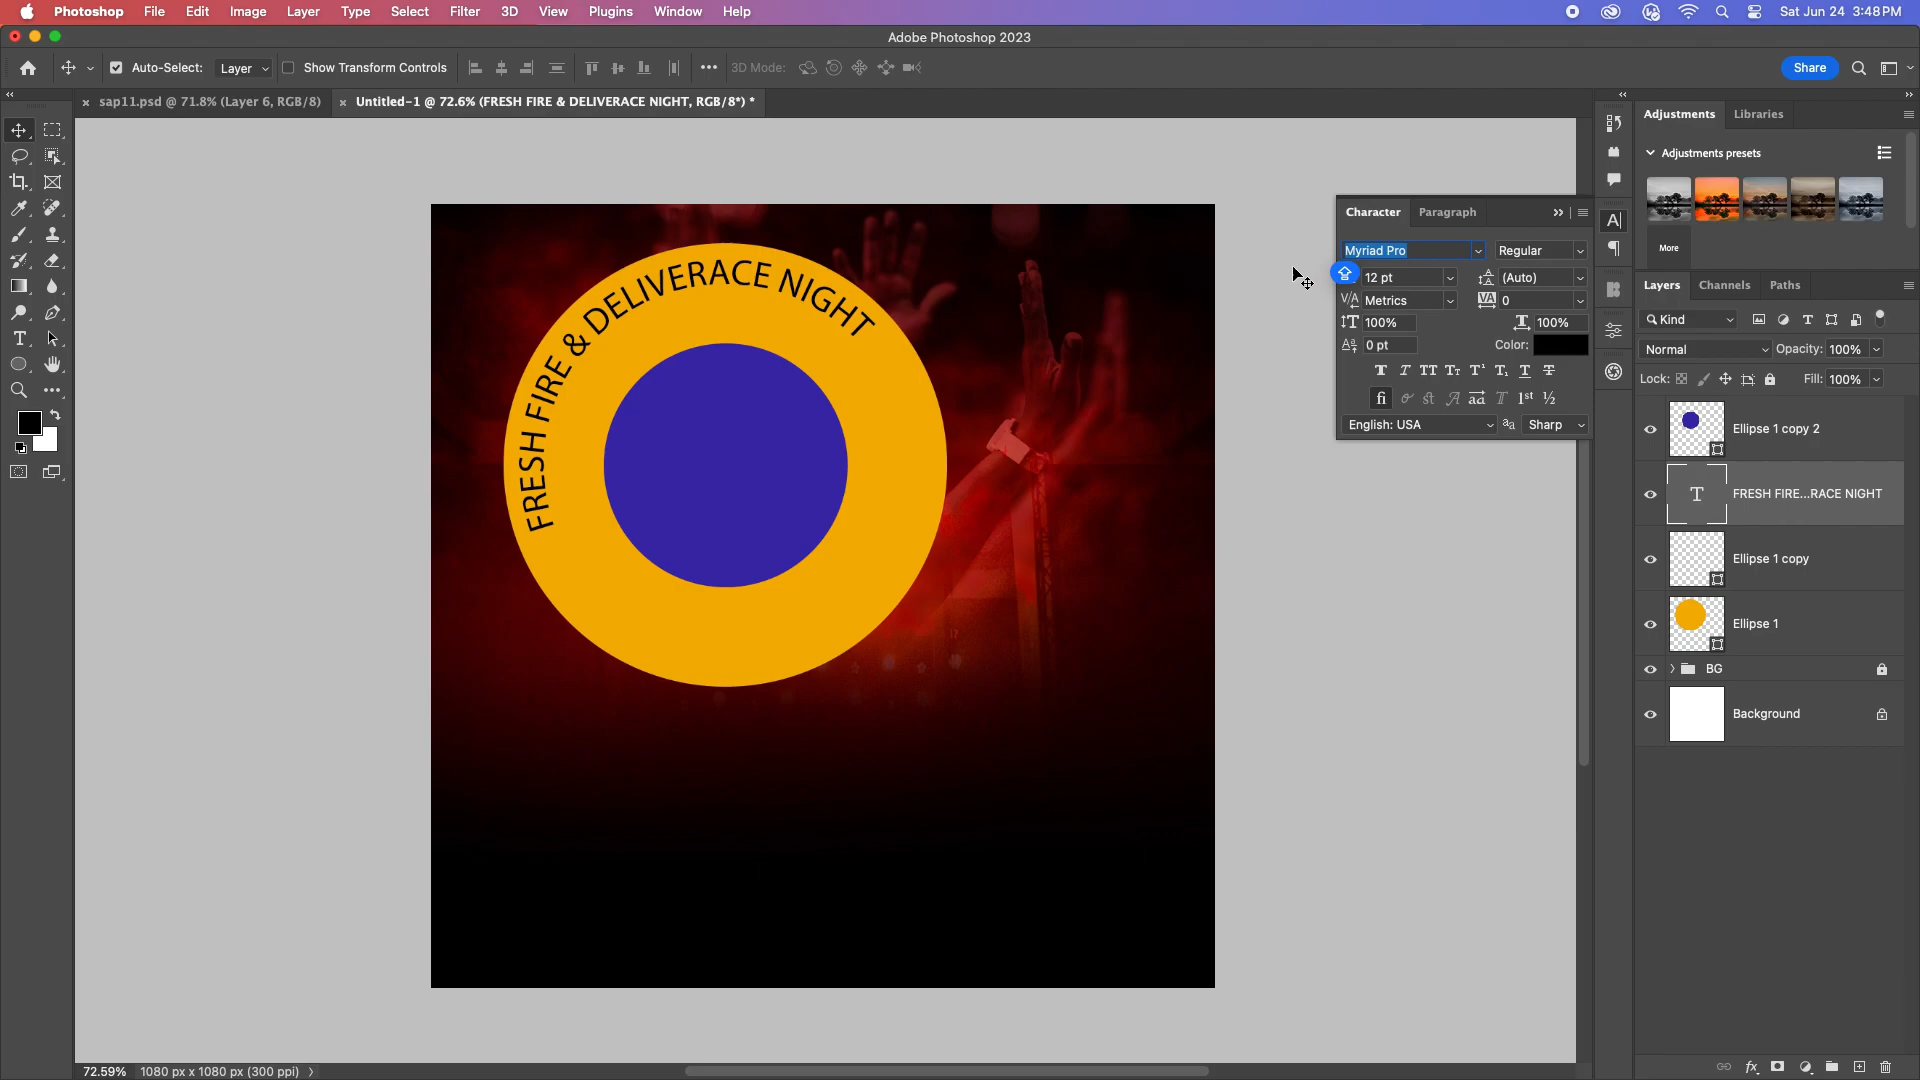 Photoshop File Edit Image Layer Type Select Filter 3D View Plugins Window Help Sat Jun 24 3:48 PM
Adobe Photoshop 2023
Auto-Select: Layer Show Transform Controls 3D Mode: Share
sap11.psd @ 71.8% (Layer 6, RGB/8) Untitled-1 @ 72.6% (FRESH FIRE & DELIVERACE NIGHT, RGB/8*) *
FRESH FIRE & DELIVERACE NIGHT
Character Paragraph
Myriad Pro Regular
12 pt (Auto)
Metrics 0
100% 100%
0 pt Color:
English: USA Sharp
Adjustments Libraries
Adjustments presets
More
Layers Channels Paths
Kind
Normal Opacity: 100%
Lock: Fill: 100%
Ellipse 1 copy 2
FRESH FIRE...RACE NIGHT
Ellipse 1 copy
Ellipse 1
BG
Background
72.59% 1080 px x 1080 px (300 ppi)